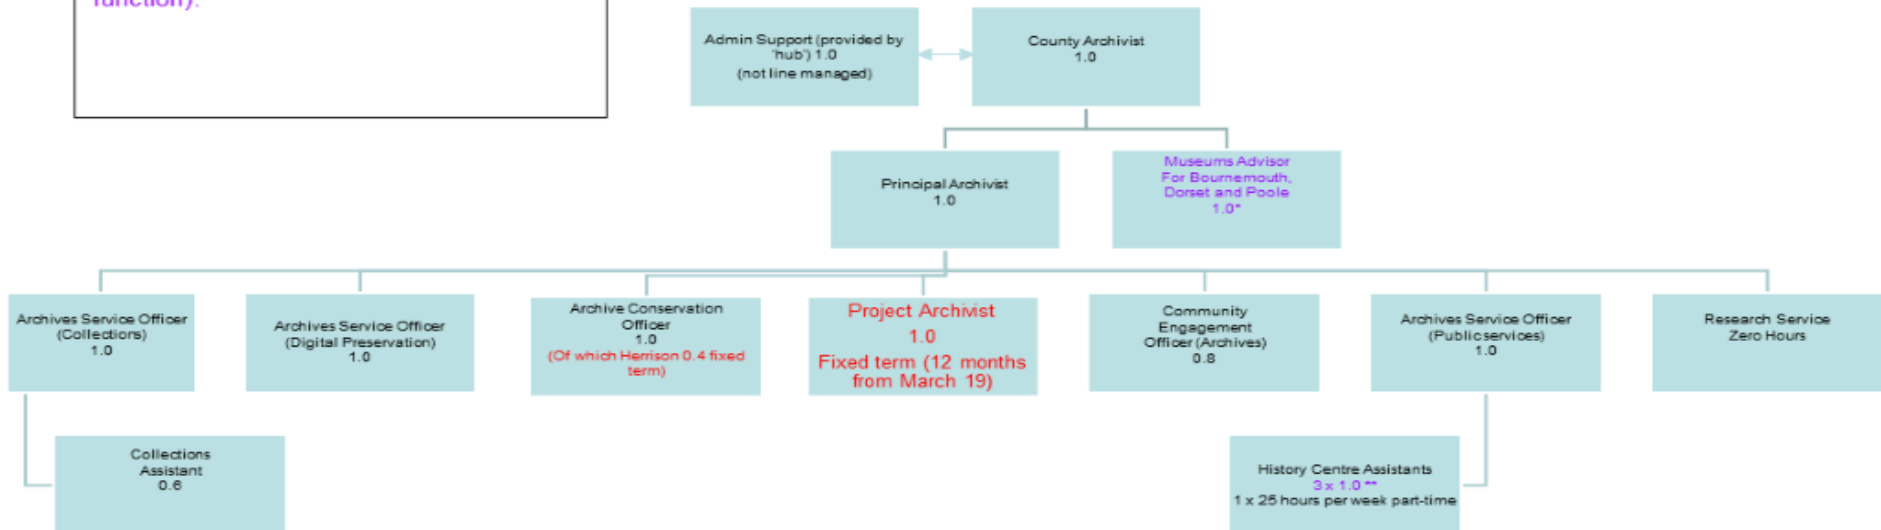 function).
Admin Support (provided by
'hub') 1.0
(not line managed)
County Archivist
1.0
Principal Archivist
1.0
Museums Advisor
For Bournemouth,
Dorset and Poole
1.0*
Archives Service Officer
(Collections)
1.0
Archives Service Officer
(Digital Preservation)
1.0
Archive Conservation
Officer
1.0
(Of which Herrison 0.4 fixed
term)
Project Archivist
1.0
Fixed term (12 months
from March 19)
Community
Engagement
Officer (Archives)
0.8
Archives Service Officer
(Public services)
1.0
Research Service
Zero Hours
Collections
Assistant
0.6
History Centre Assistants
3 x 1.0 **
1 x 25 hours per week part-time